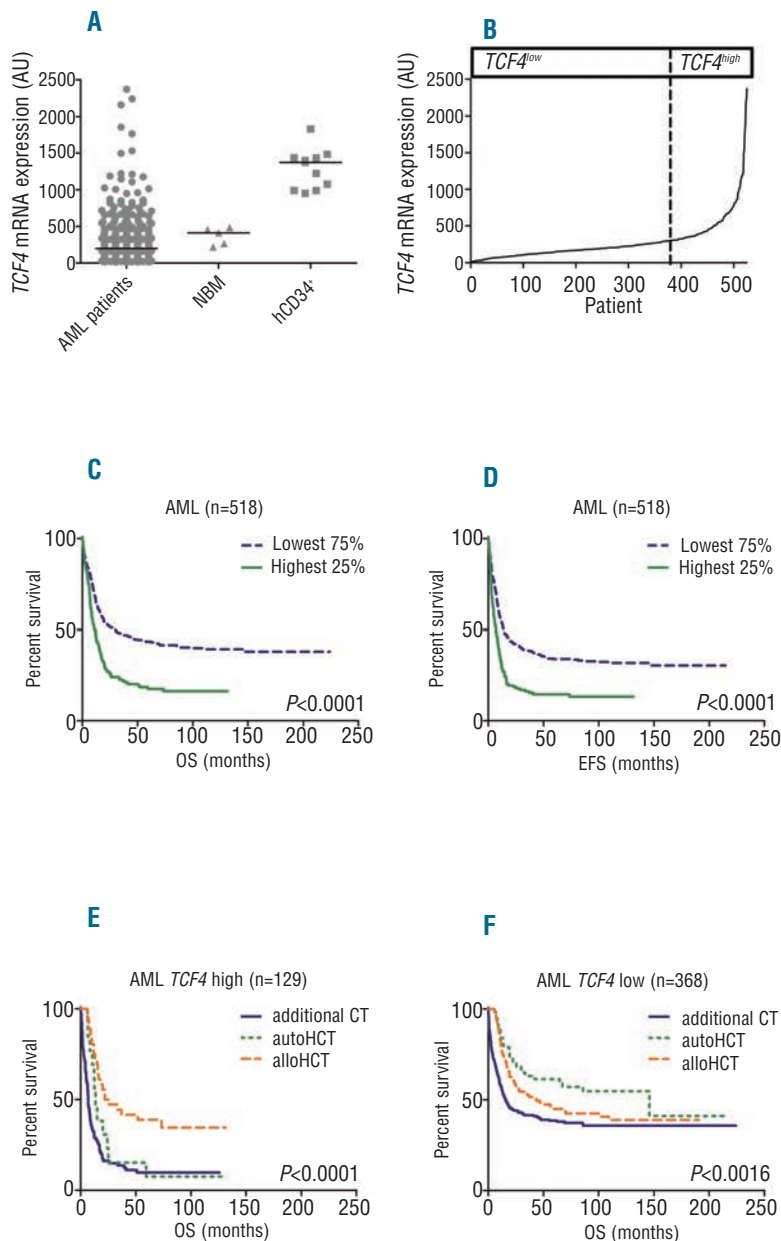 A
TCF4 mRNA expression (AU)
2500
2000
1500
1000
500
0
AML patients
NBM
hCD34+
B
TCF4low
TCF4high
TCF4 mRNA expression (AU)
2500
2000
1500
1000
500
0
0 100 200 300 400 500
Patient
C
AML (n=518)
Lowest 75%
Highest 25%
Percent survival
100
50
0
P<0.0001
0 50 100 150 200 250
OS (months)
D
AML (n=518)
Lowest 75%
Highest 25%
Percent survival
100
50
0
P<0.0001
0 50 100 150 200 250
EFS (months)
E
AML TCF4 high (n=129)
additional CT
autoHCT
alloHCT
Percent survival
100
50
0
P<0.0001
0 50 100 150 200 250
OS (months)
F
AML TCF4 low (n=368)
additional CT
autoHCT
alloHCT
Percent survival
100
50
0
P<0.0016
0 50 100 150 200 250
OS (months)